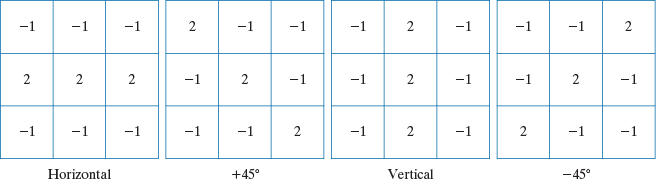 −1 −1 −1 2 −1 −1 −1 2 −1 −1 −1 2
2 2 2 −1 2 −1 −1 2 −1 −1 2 −1
−1 −1 −1 −1 −1 2 −1 2 −1 2 −1 −1
Horizontal +45° Vertical −45°